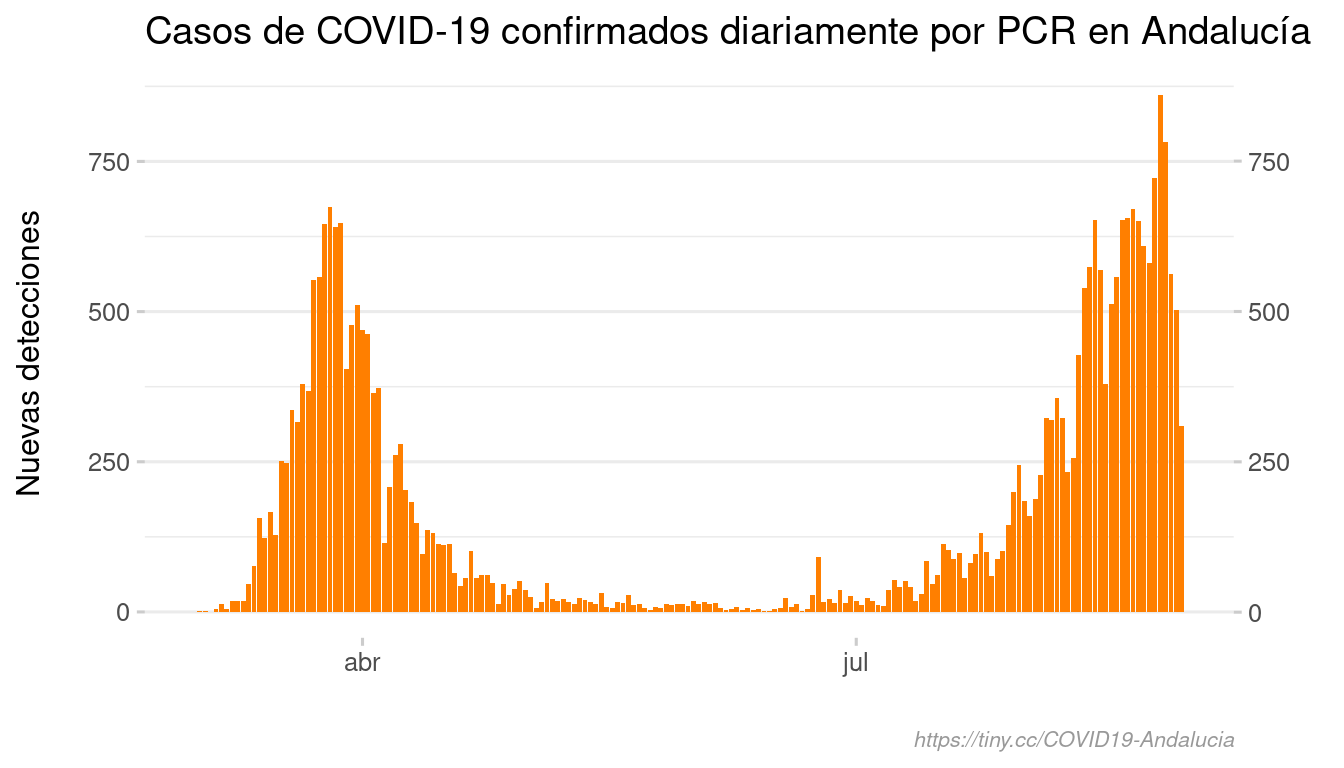 Casos de COVID-19 confirmados diariamente por PCR en Andalucía
Nuevas detecciones
750
500
250
0
750
500
250
0
abr
jul
https://tiny.cc/COVID19-Andalucia